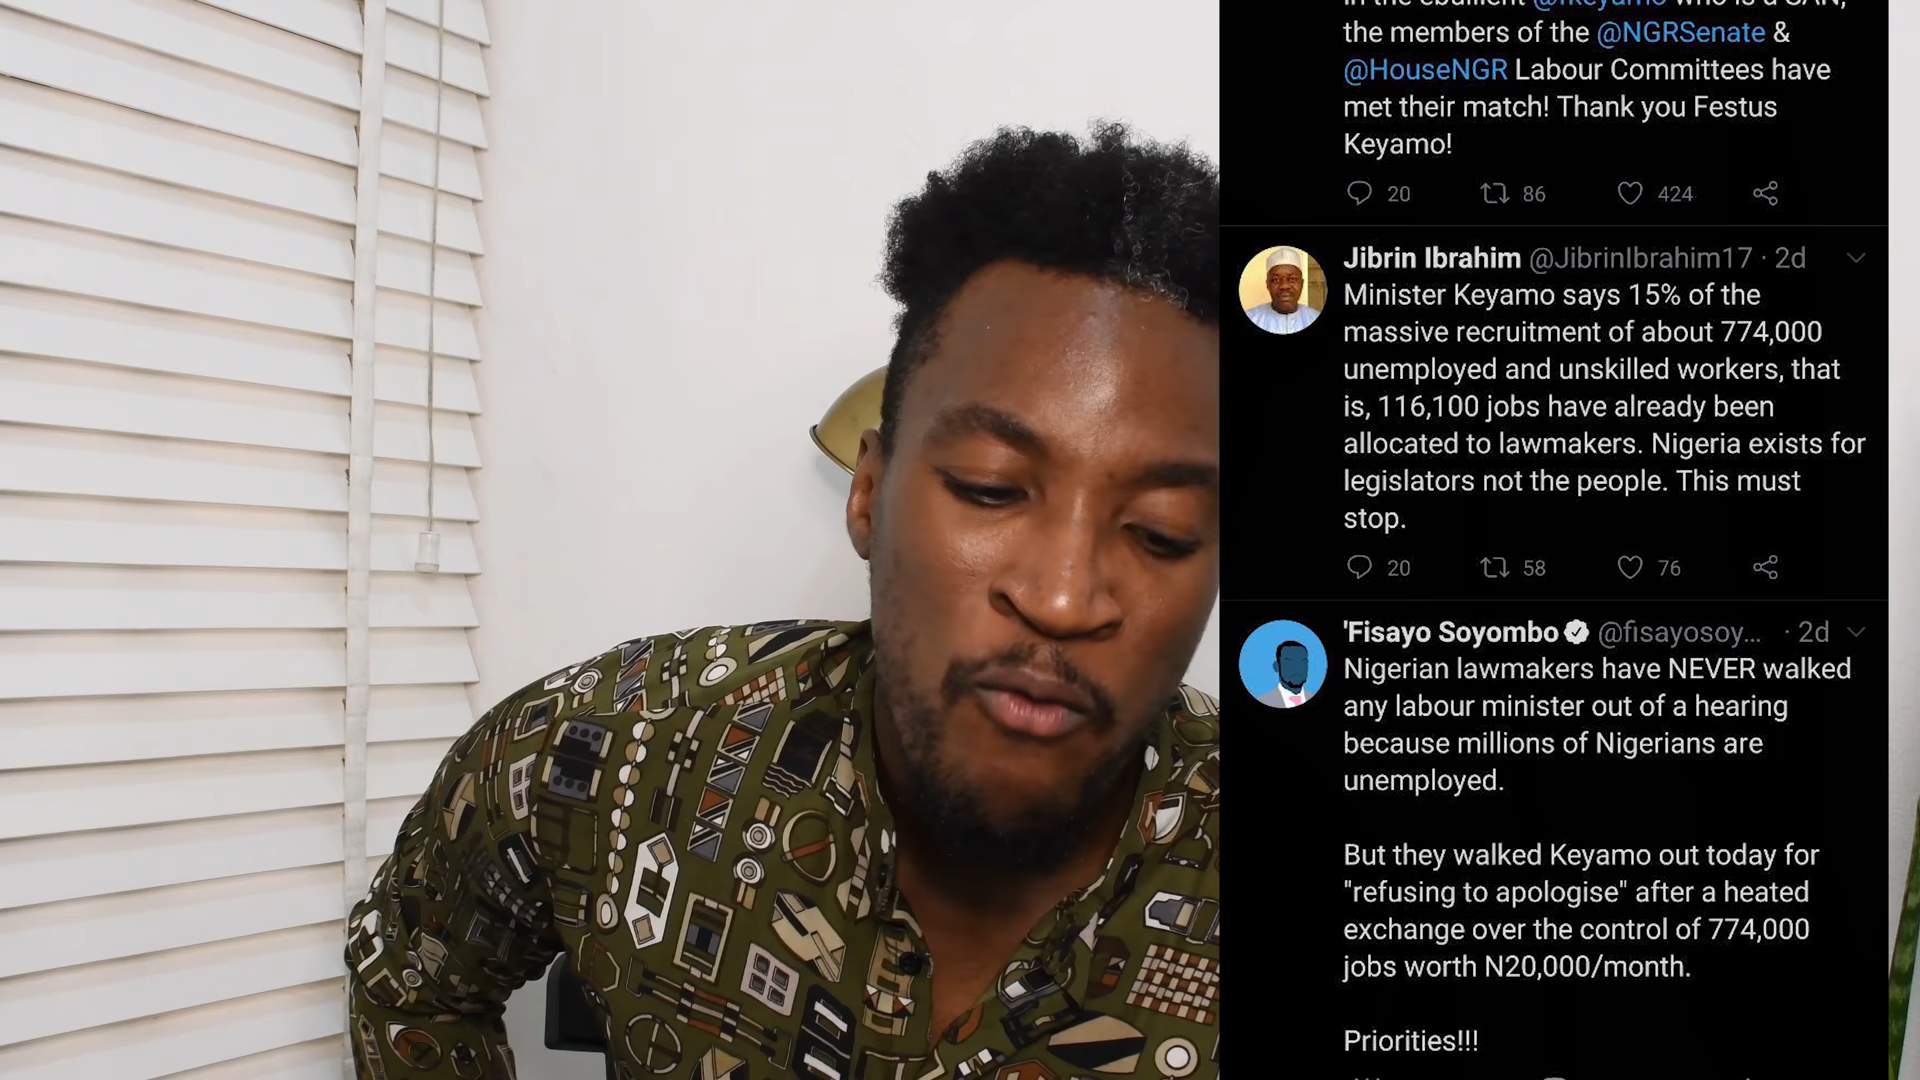 the members of the @NGRSenate &
@HouseNGR Labour Committees have
met their match! Thank you Festus
Keyamo!
20 86 424
Jibrin Ibrahim @JibrinIbrahim17 · 2d
Minister Keyamo says 15% of the
massive recruitment of about 774,000
unemployed and unskilled workers, that
is, 116,100 jobs have already been
allocated to lawmakers. Nigeria exists for
legislators not the people. This must
stop.
20 58 76
'Fisayo Soyombo @fisayosoy... · 2d
Nigerian lawmakers have NEVER walked
any labour minister out of a hearing
because millions of Nigerians are
unemployed.
But they walked Keyamo out today for
"refusing to apologise" after a heated
exchange over the control of 774,000
jobs worth N20,000/month.
Priorities!!!